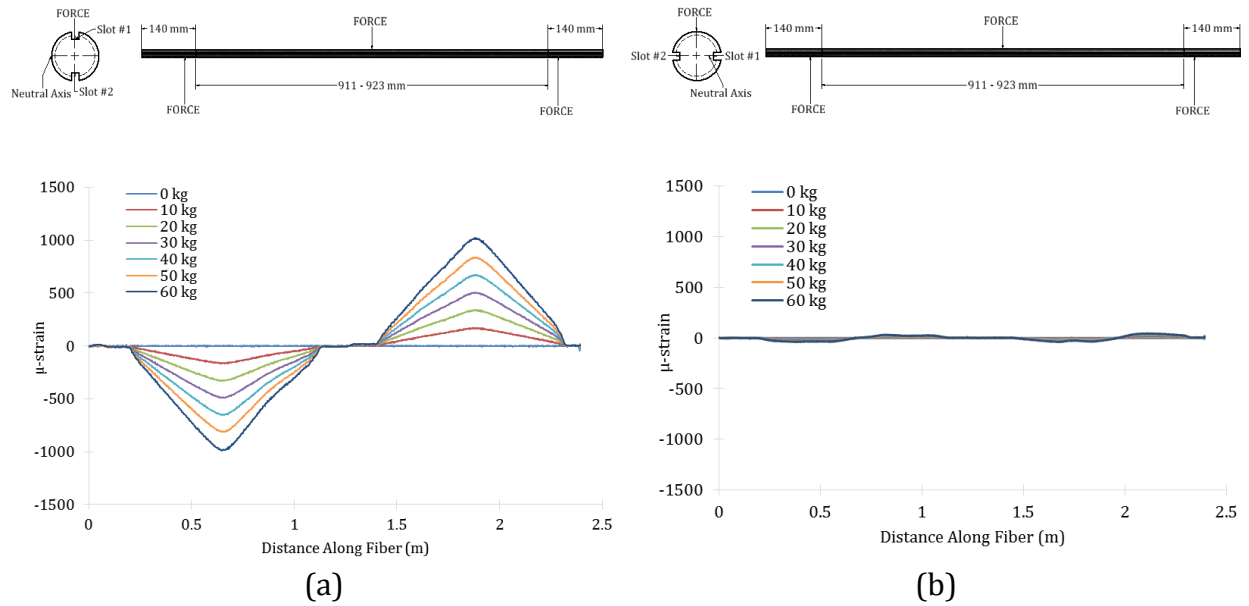 FORCE
Slot #1
Neutral Axis
Slot #2
140 mm
FORCE
140 mm
911 - 923 mm
FORCE
FORCE
1500
1000
500
0
-500
-1000
-1500
μ-strain
0 kg
10 kg
20 kg
30 kg
40 kg
50 kg
60 kg
0
0.5
1
1.5
2
2.5
Distance Along Fiber (m)
(a)
FORCE
Slot #2
Slot #1
Neutral Axis
140 mm
FORCE
140 mm
911 - 923 mm
FORCE
FORCE
1500
1000
500
0
-500
-1000
-1500
μ-strain
0 kg
10 kg
20 kg
30 kg
40 kg
50 kg
60 kg
0
0.5
1
1.5
2
2.5
Distance Along Fiber (m)
(b)